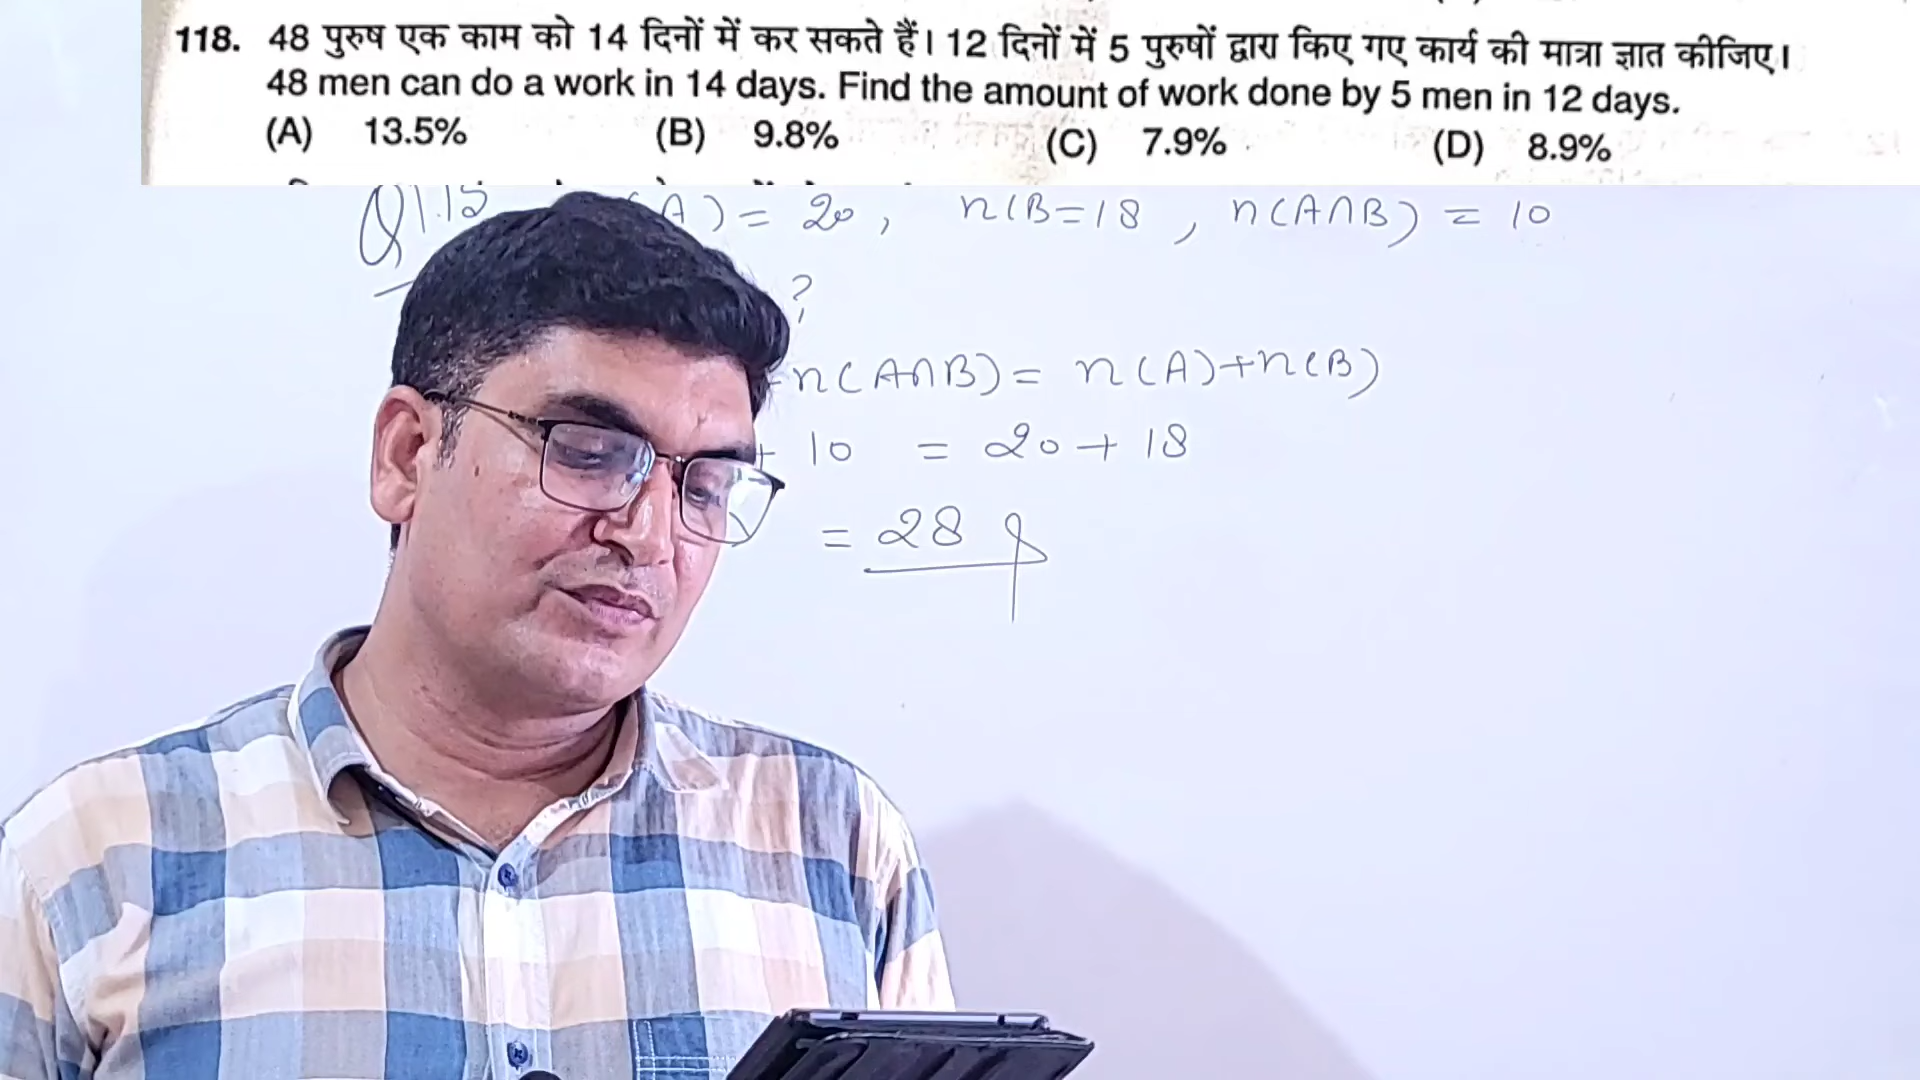 118. 48 पुरुष एक काम को 14 दिनों में कर सकते हैं। 12 दिनों में 5 पुरुषों द्वारा किए गए कार्य की मात्रा ज्ञात कीजिए।
48 men can do a work in 14 days. Find the amount of work done by 5 men in 12 days.
(A) 13.5% (B) 9.8% (C) 7.9% (D) 8.9%
A) = 20, n(B=18, n(A∩B) = 10
?
n(A∩B) = n(A)+n(B)
+ 10 = 20 + 18
= 28